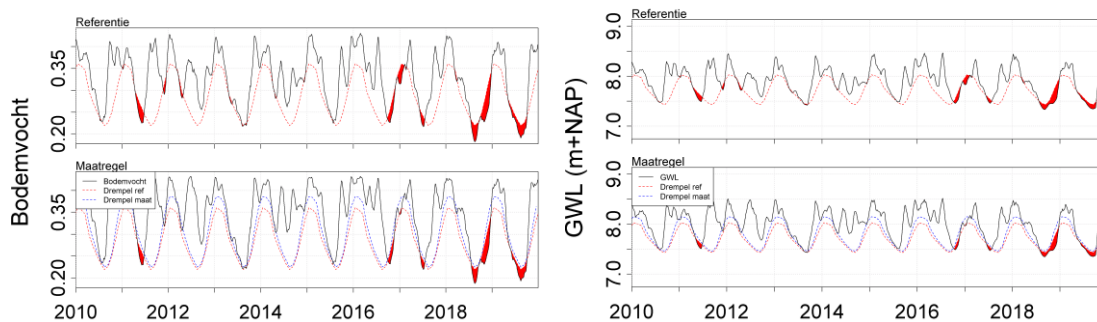 Referentie
Bodemvocht
0.35
0.20
Maatregel
Bodemvocht
Drempel ref
Drempel maat
0.35
0.20
2010 2012 2014 2016 2018
Referentie
GWL (m+NAP)
9.0
8.0
7.0
Maatregel
GWL
Drempel ref
Drempel maat
9.0
8.0
7.0
2010 2012 2014 2016 2018